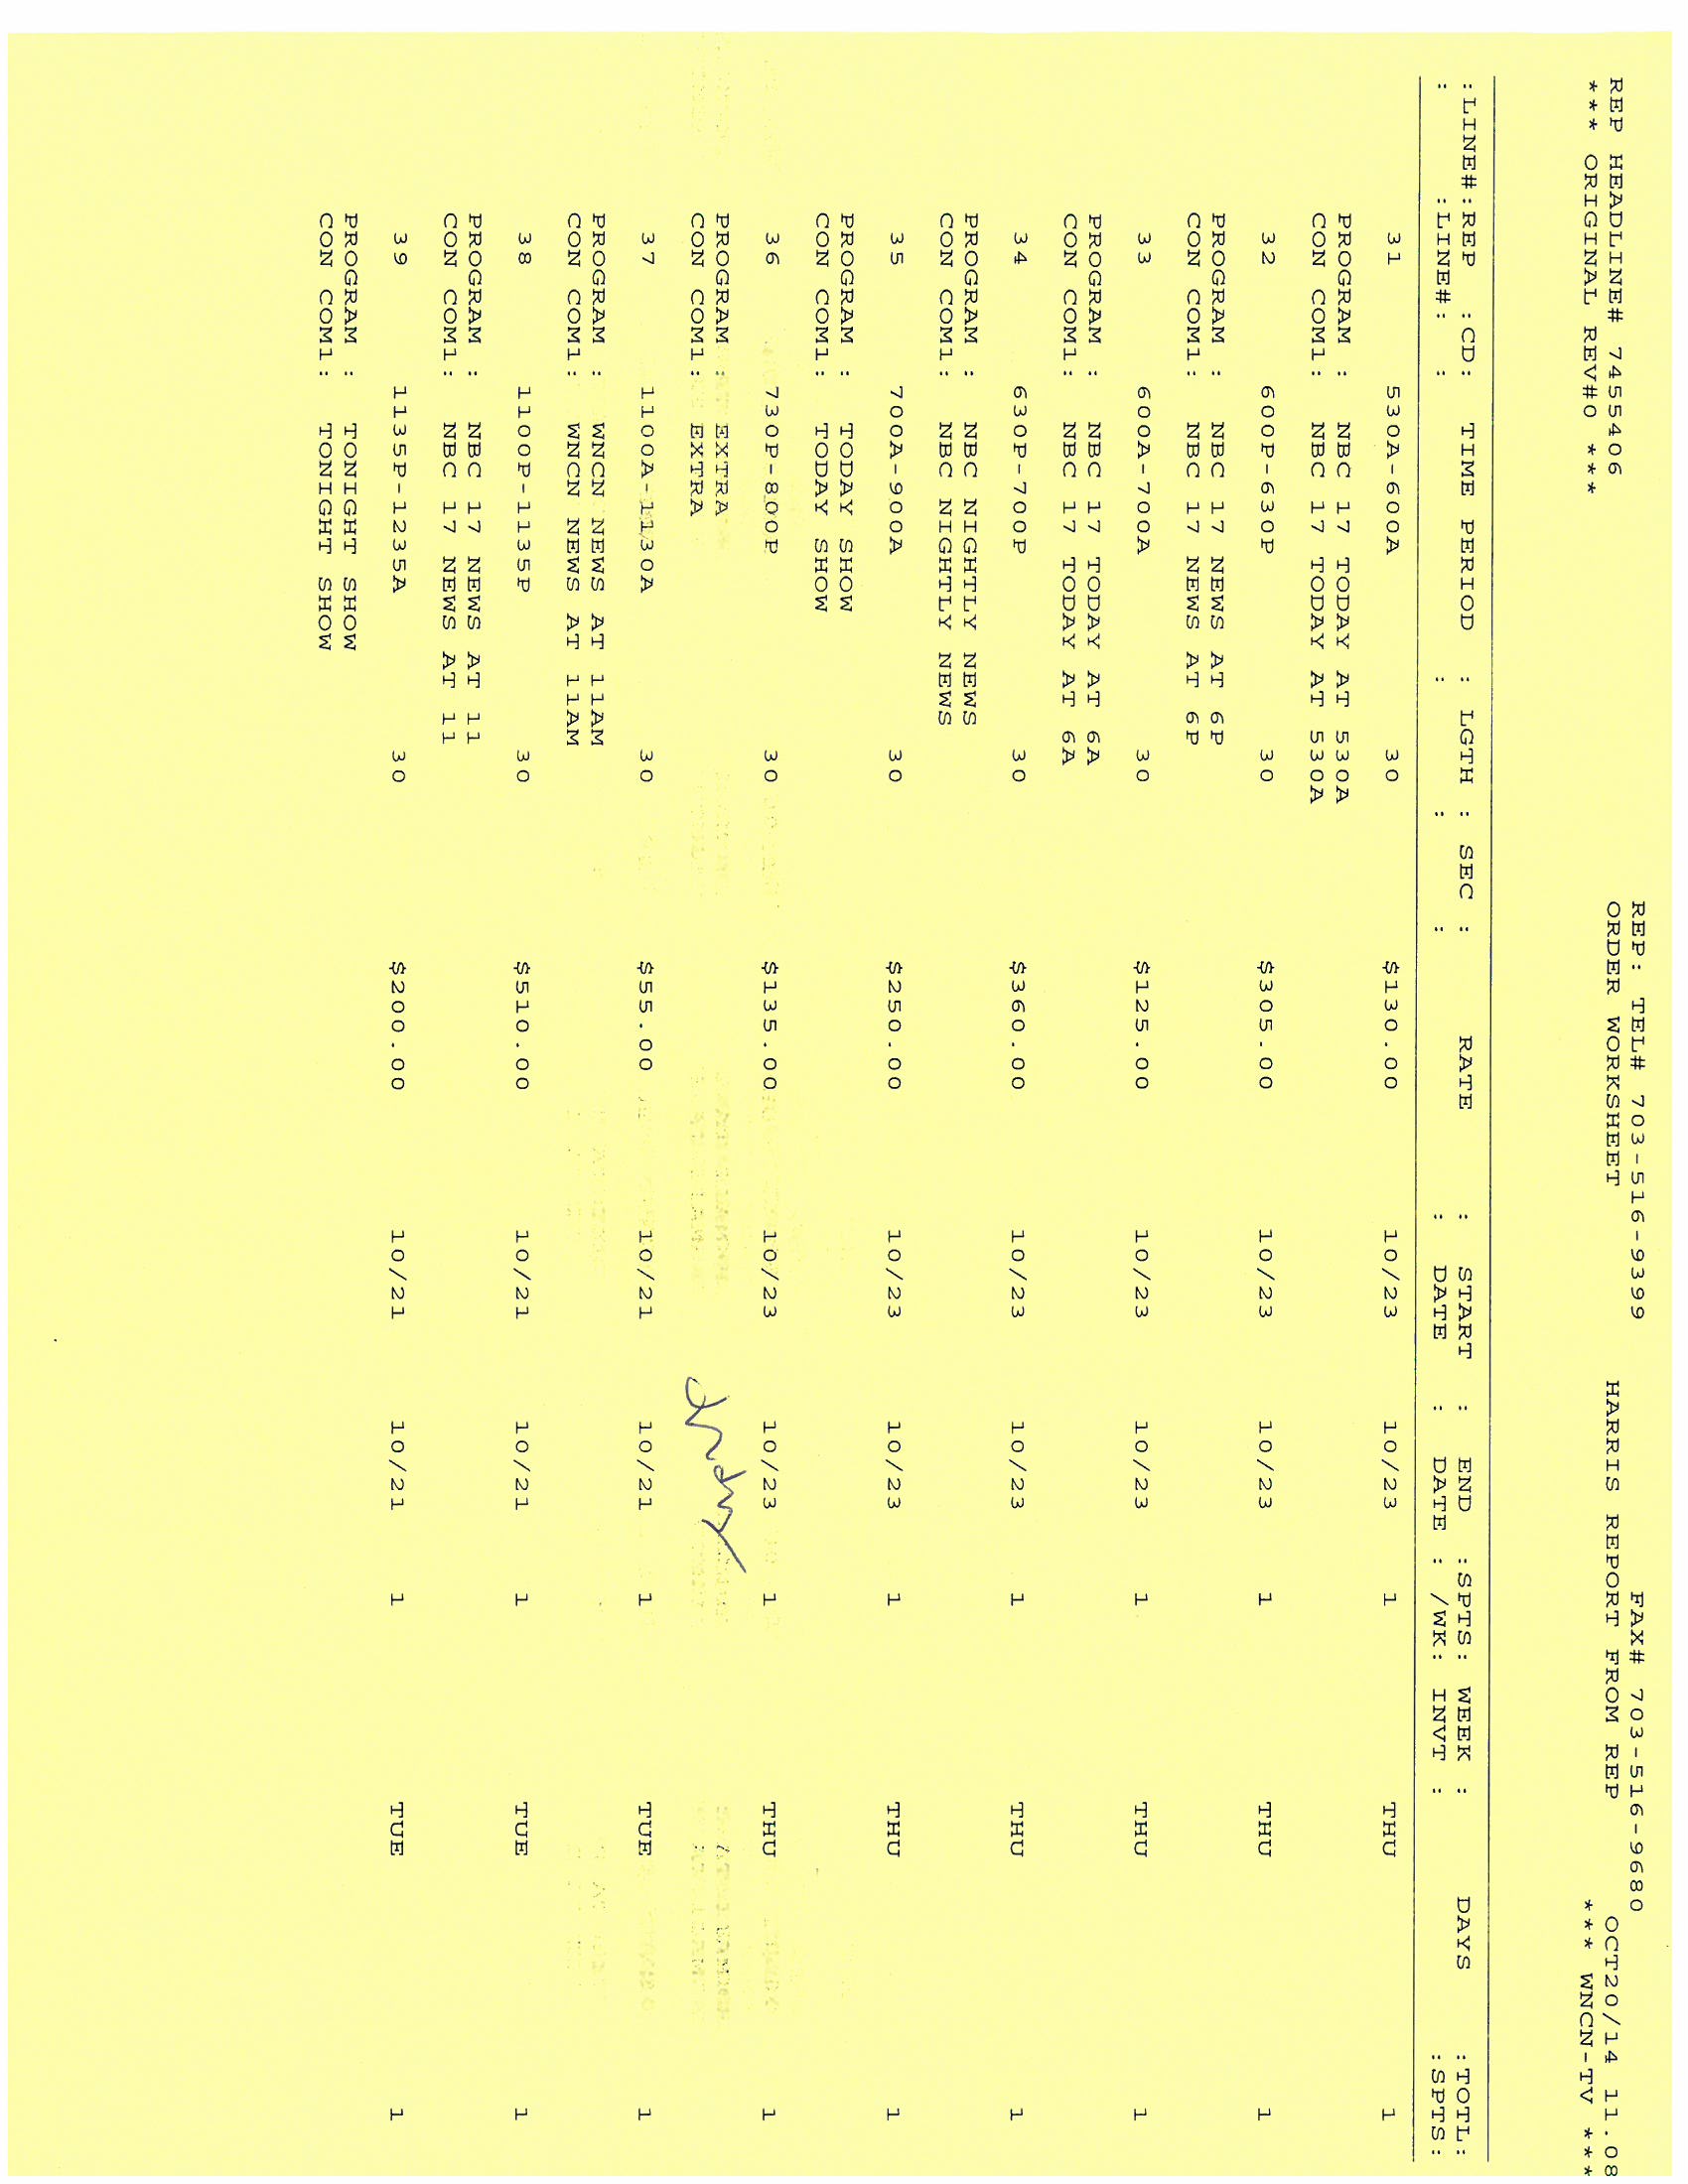 REP: TEL# 703-516-9399 FAX# 703-516-9680
REP HEADLINE# 7455406 ORDER WORKSHEET HARRIS REPORT FROM REP OCT20/14 11.08
*** ORIGINAL REV#0 *** *** WNCN-TV ***
:LINE#:REP :CD: TIME PERIOD : LGTH : SEC : RATE : START : END :SPTS: WEEK : DAYS :TOTL:
: :LINE#: : : : : DATE : DATE : /WK: INVT : :SPTS:
31 530A-600A 30 $130.00 10/23 10/23 1 THU 1
PROGRAM : NBC 17 TODAY AT 530A
CON COM1: NBC 17 TODAY AT 530A
32 600P-630P 30 $305.00 10/23 10/23 1 THU 1
PROGRAM : NBC 17 NEWS AT 6P
CON COM1: NBC 17 NEWS AT 6P
33 600A-700A 30 $125.00 10/23 10/23 1 THU 1
PROGRAM : NBC 17 TODAY AT 6A
CON COM1: NBC 17 TODAY AT 6A
34 630P-700P 30 $360.00 10/23 10/23 1 THU 1
PROGRAM : NBC NIGHTLY NEWS
CON COM1: NBC NIGHTLY NEWS
35 700A-900A 30 $250.00 10/23 10/23 1 THU 1
PROGRAM : TODAY SHOW
CON COM1: TODAY SHOW
36 730P-800P 30 $135.00 10/23 10/23 1 THU 1
PROGRAM : EXTRA
CON COM1: EXTRA
37 1100A-1130A 30 $55.00 10/21 10/21 1 TUE 1
PROGRAM : WNCN NEWS AT 11AM
CON COM1: WNCN NEWS AT 11AM
38 1100P-1135P 30 $510.00 10/21 10/21 1 TUE 1
PROGRAM : NBC 17 NEWS AT 11
CON COM1: NBC 17 NEWS AT 11
39 1135P-1235A 30 $200.00 10/21 10/21 1 TUE 1
PROGRAM : TONIGHT SHOW
CON COM1: TONIGHT SHOW